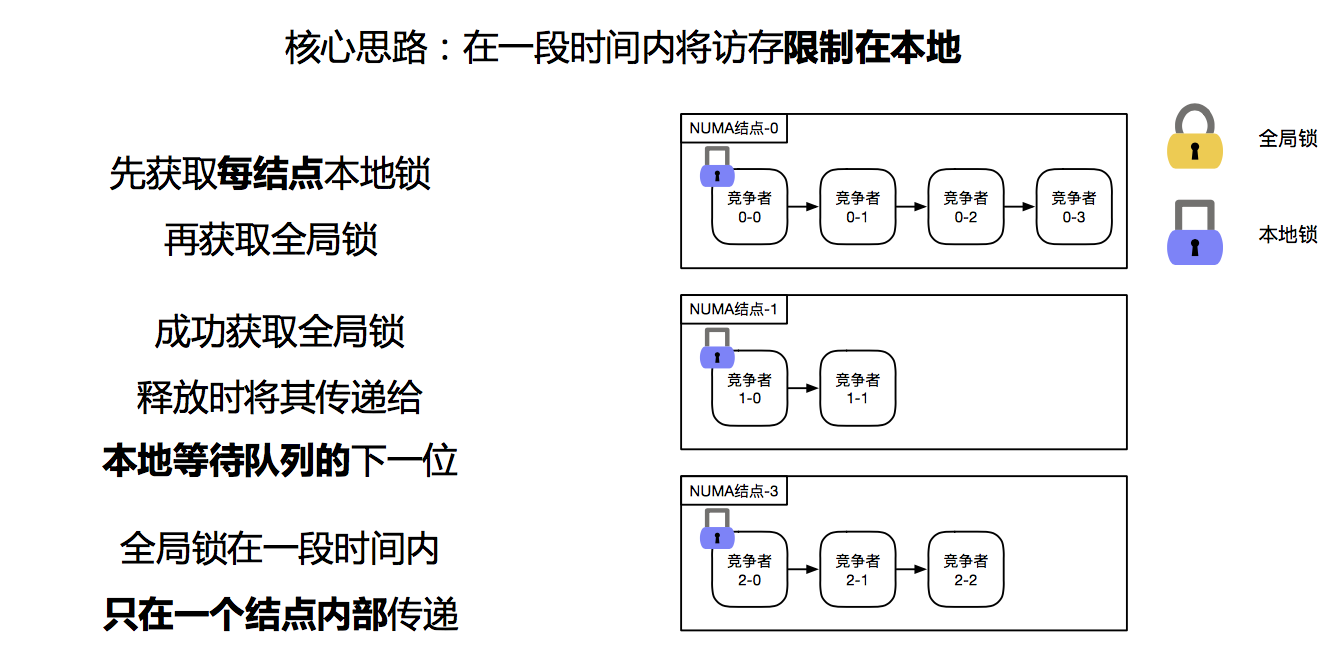 核心思路：在一段时间内将访存限制在本地
先获取每结点本地锁
再获取全局锁
成功获取全局锁
释放时将其传递给
本地等待队列的下一位
全局锁在一段时间内
只在一个结点内部传递
NUMA结点-0
竞争者
0-0
竞争者
0-1
竞争者
0-2
竞争者
0-3
NUMA结点-1
竞争者
1-0
竞争者
1-1
NUMA结点-3
竞争者
2-0
竞争者
2-1
竞争者
2-2
全局锁
本地锁